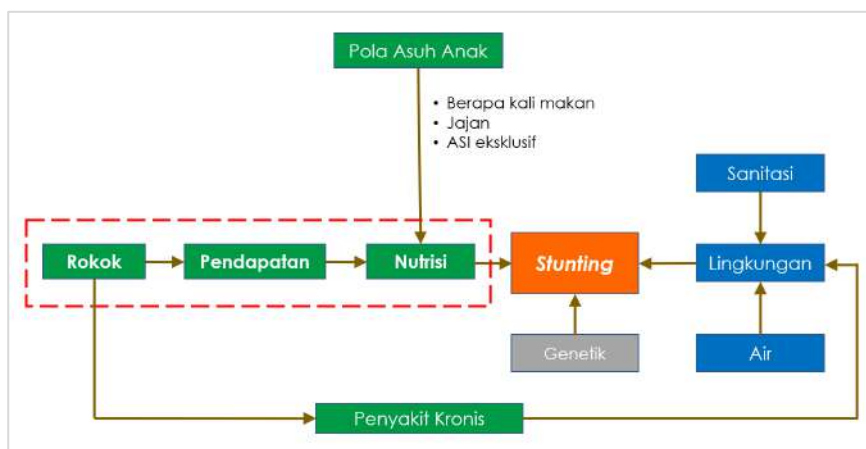 Pola Asuh Anak
• Berapa kali makan
• Jajan
• ASI eksklusif
Sanitasi
Rokok
Pendapatan
Nutrisi
Stunting
Lingkungan
Genetik
Air
Penyakit Kronis